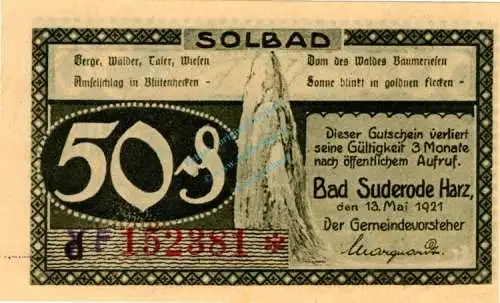 SOLBAD
Berge, Wälder, Täler, Wiesen
Amselschlag in Blütenhecken -
Dom des Waldes Baumriesen
Sonne blinkt in goldnen Flecken -
50 ₰
Dieser Gutschein verliert
seine Gültigkeit 3 Monate
nach öffentlichem Aufruf.
Bad Suderode Harz,
den 13. Mai 1921
Der Gemeindevorsteher
152381